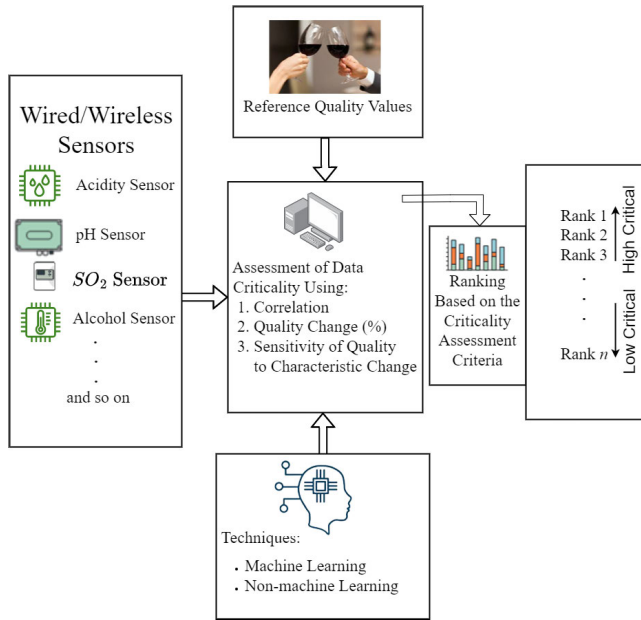 Reference Quality Values
Wired/Wireless
Sensors
Acidity Sensor
pH Sensor
SO2 Sensor
Alcohol Sensor
.
.
.
and so on
Assessment of Data
Criticality Using:
1. Correlation
2. Quality Change (%)
3. Sensitivity of Quality
to Characteristic Change
Ranking
Based on the
Criticality
Assessment
Criteria
Rank 1
Rank 2
Rank 3
.
.
.
Rank n
High Critical
Low Critical
Techniques:
• Machine Learning
• Non-machine Learning